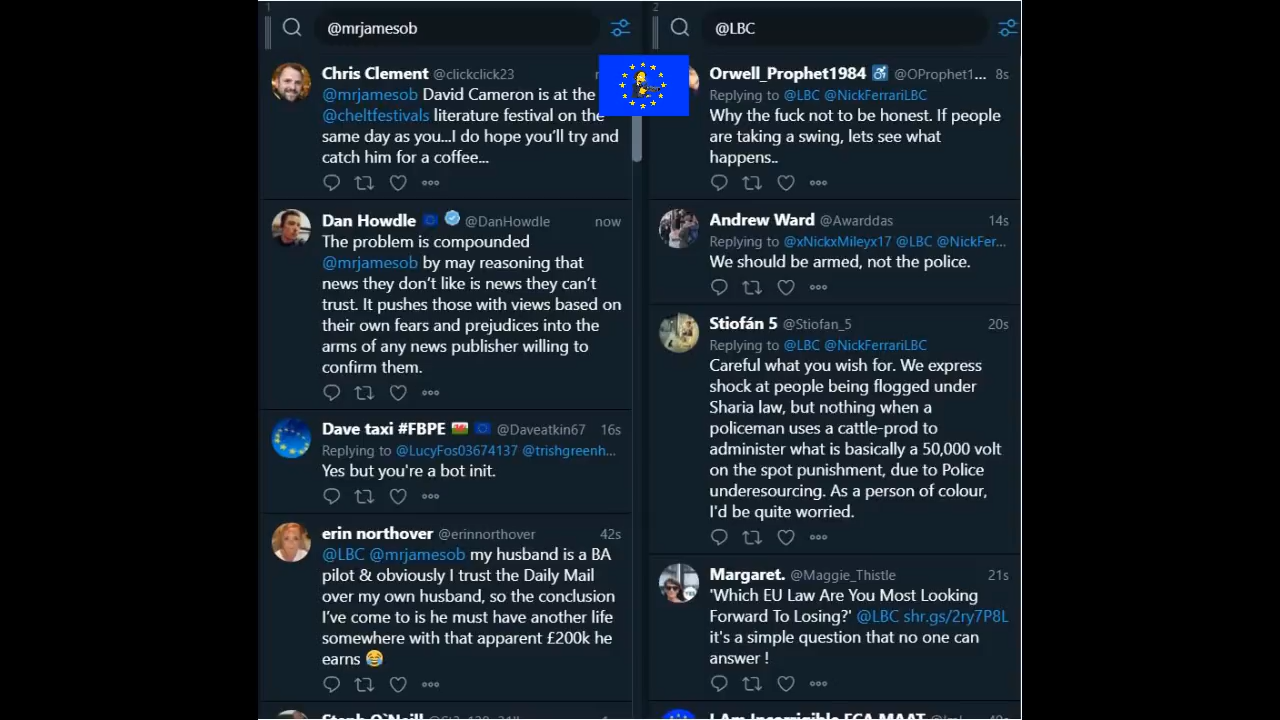 1
@mrjamesob
Chris Clement @clickclick23
@mrjamesob David Cameron is at the
@cheltfestivals literature festival on the
same day as you...I do hope you'll try and
catch him for a coffee...
Dan Howdle @DanHowdle now
The problem is compounded
@mrjamesob by may reasoning that
news they don't like is news they can't
trust. It pushes those with views based on
their own fears and prejudices into the
arms of any news publisher willing to
confirm them.
Dave taxi #FBPE @Daveatkin67 16s
Replying to @LucyFos03674137 @trishgreenh...
Yes but you're a bot init.
erin northover @erinnorthover 42s
@LBC @mrjamesob my husband is a BA
pilot & obviously I trust the Daily Mail
over my own husband, so the conclusion
I've come to is he must have another life
somewhere with that apparent £200k he
earns 😂
2
@LBC
Orwell_Prophet1984 @OProphet1... 8s
Replying to @LBC @NickFerrariLBC
Why the fuck not to be honest. If people
are taking a swing, lets see what
happens..
Andrew Ward @Awarddas 14s
Replying to @xNickxMileyx17 @LBC @NickFer...
We should be armed, not the police.
Stiofán 5 @Stiofan_5 20s
Replying to @LBC @NickFerrariLBC
Careful what you wish for. We express
shock at people being flogged under
Sharia law, but nothing when a
policeman uses a cattle-prod to
administer what is basically a 50,000 volt
on the spot punishment, due to Police
underesourcing. As a person of colour,
I'd be quite worried.
Margaret. @Maggie_Thistle 21s
'Which EU Law Are You Most Looking
Forward To Losing?' @LBC shr.gs/2ry7P8L
it's a simple question that no one can
answer !